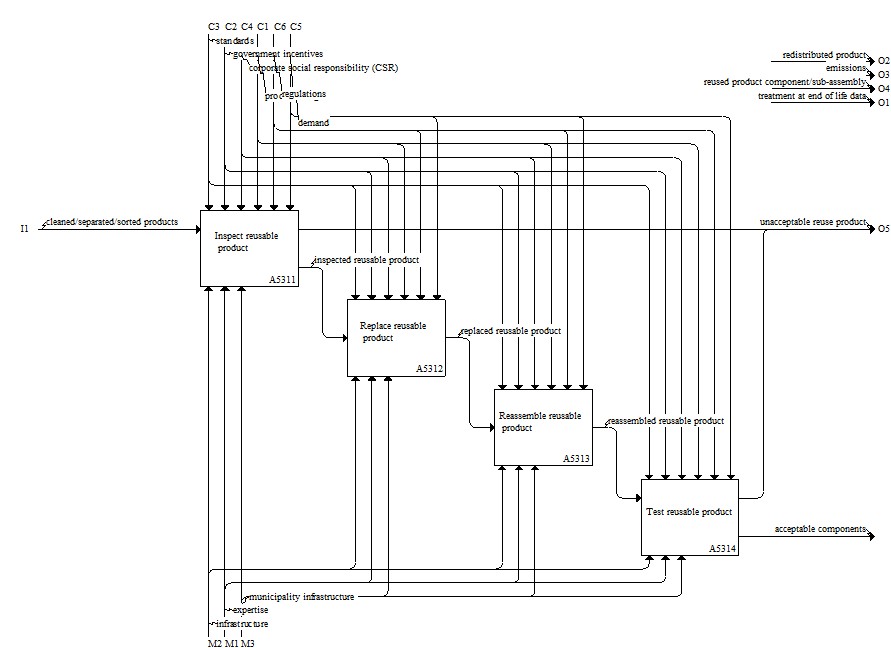 C3 C2 C4 C1 C6 C5
standards
government incentives
corporate social responsibility (CSR)
regulations
demand
redistributed product O2
emissions O3
reused product component/sub-assembly O4
treatment at end of life data O1
I1 cleaned/separated/sorted products
unacceptable reuse product O5
Inspect reusable
product
A5311
inspected reusable product
Replace reusable
product
A5312
replaced reusable product
Reassemble reusable
product
A5313
reassembled reusable product
Test reusable product
A5314
acceptable components
municipality infrastructure
expertise
infrastructure
M2 M1 M3